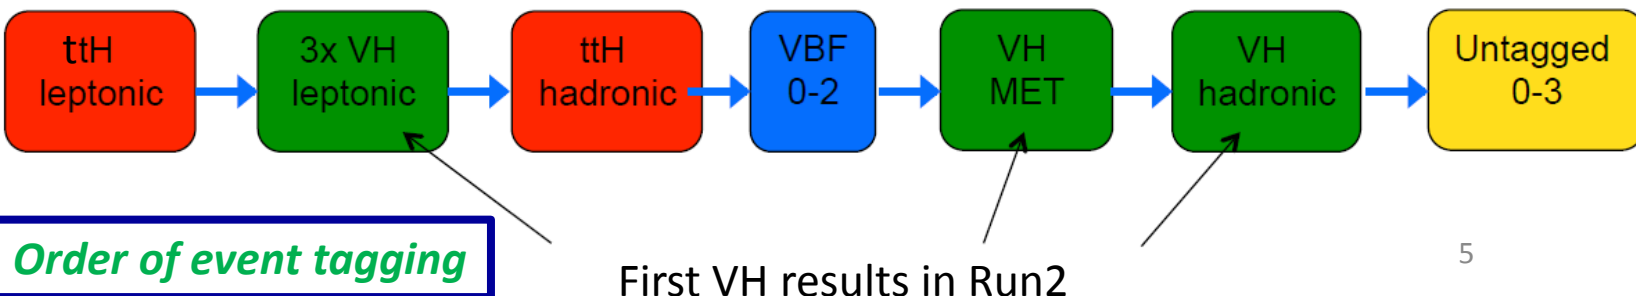 ttH
leptonic
3x VH
leptonic
ttH
hadronic
VBF
0-2
VH
MET
VH
hadronic
Untagged
0-3
Order of event tagging
First VH results in Run2
5